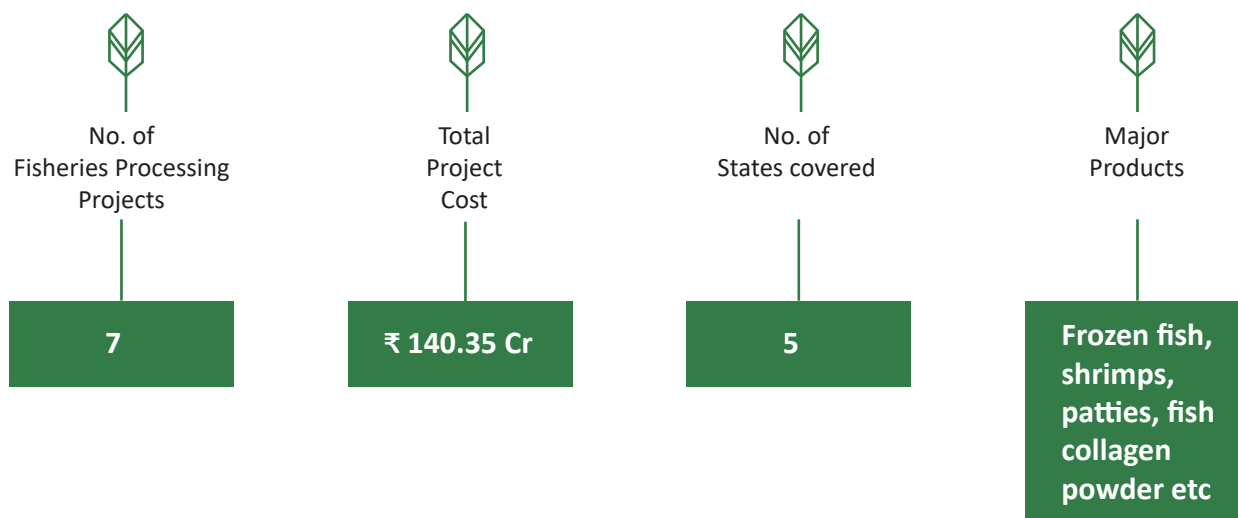 No. of
Fisheries Processing
Projects
7
Total
Project
Cost
₹ 140.35 Cr
No. of
States covered
5
Major
Products
Frozen fish,
shrimps,
patties, fish
collagen
powder etc